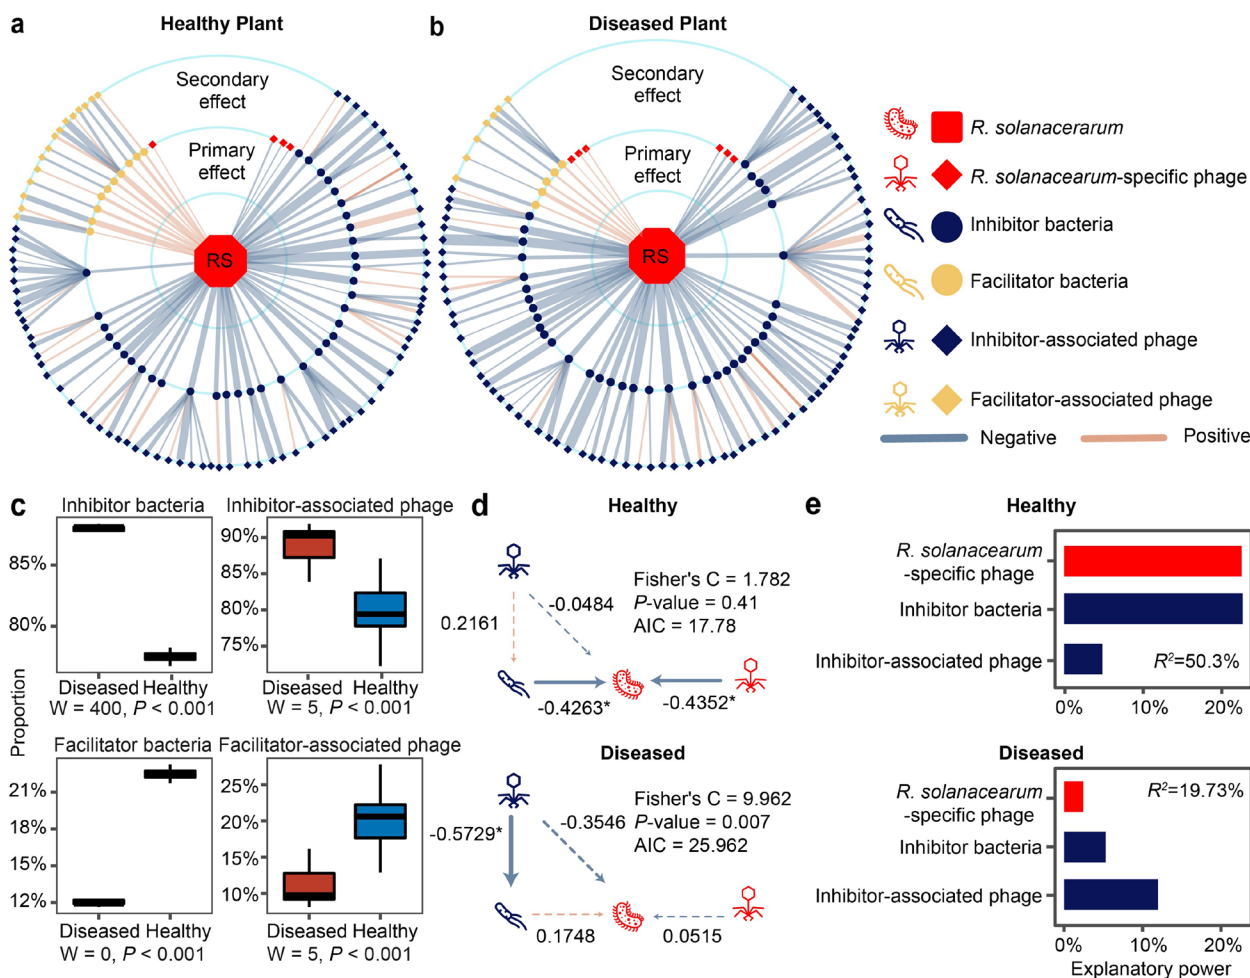 a
Healthy Plant
Secondary
effect
Primary
effect
RS
b
Diseased Plant
Secondary
effect
Primary
effect
RS
R. solanacerarum
R. solanacearum-specific phage
Inhibitor bacteria
Facilitator bacteria
Inhibitor-associated phage
Facilitator-associated phage
Negative
Positive
c
Proportion
Inhibitor bacteria
85%
80%
Diseased Healthy
W = 400, P < 0.001
Inhibitor-associated phage
90%
85%
80%
75%
Diseased Healthy
W = 5, P < 0.001
Facilitator bacteria
21%
18%
15%
12%
Diseased Healthy
W = 0, P < 0.001
Facilitator-associated phage
25%
20%
15%
10%
Diseased Healthy
W = 5, P < 0.001
d
Healthy
Fisher's C = 1.782
P-value = 0.41
AIC = 17.78
-0.0484
0.2161
-0.4263*
-0.4352*
Diseased
Fisher's C = 9.962
P-value = 0.007
AIC = 25.962
-0.3546
-0.5729*
0.1748
0.0515
e
Healthy
R. solanacearum
-specific phage
Inhibitor bacteria
Inhibitor-associated phage
R²=50.3%
0% 10% 20%
Diseased
R. solanacearum
-specific phage
R²=19.73%
Inhibitor bacteria
Inhibitor-associated phage
0% 10% 20%
Explanatory power